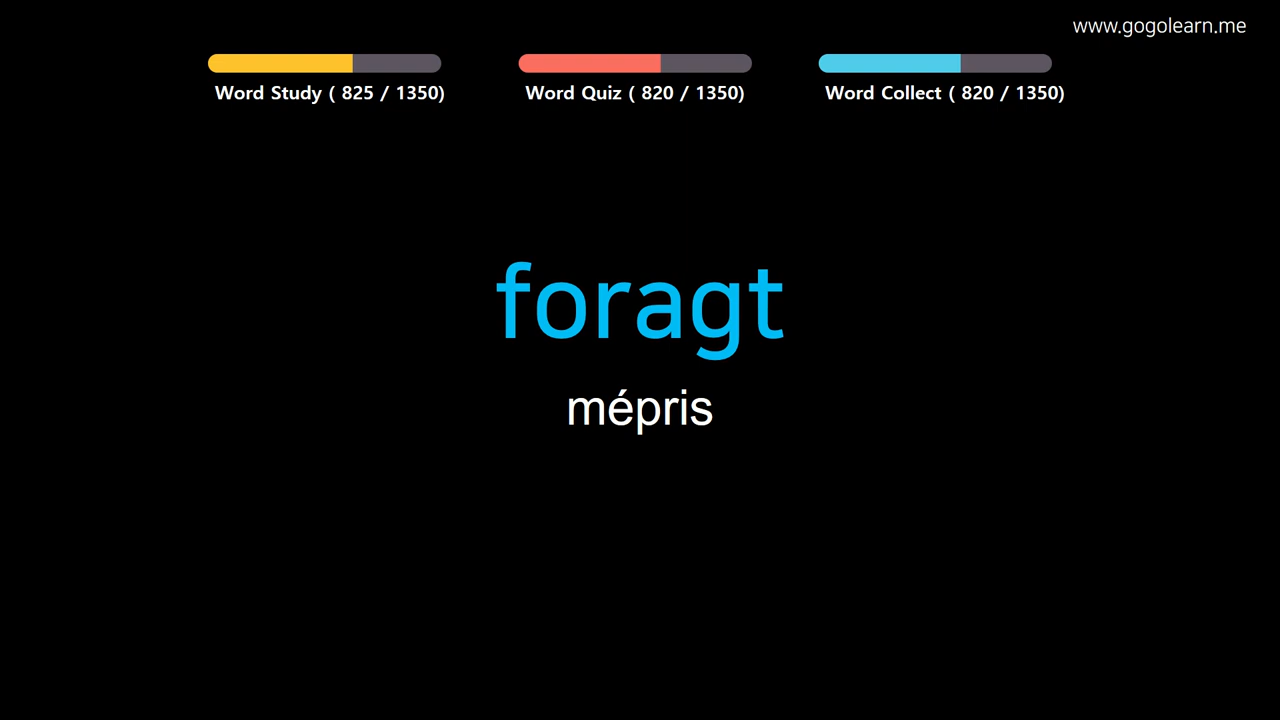 www.gogolearn.me
Word Study ( 825 / 1350)
Word Quiz ( 820 / 1350)
Word Collect ( 820 / 1350)
foragt
mépris